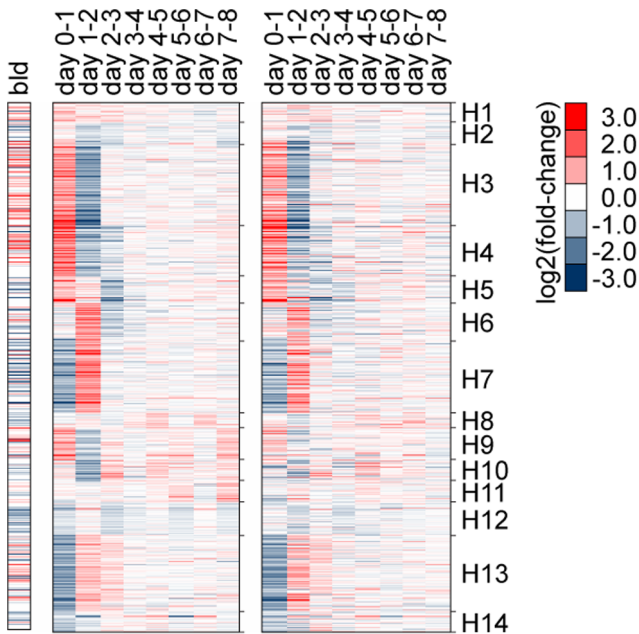 bld
day 0-1
day 1-2
day 2-3
day 3-4
day 4-5
day 5-6
day 6-7
day 7-8
day 0-1
day 1-2
day 2-3
day 3-4
day 4-5
day 5-6
day 6-7
day 7-8
H1
H2
H3
H4
H5
H6
H7
H8
H9
H10
H11
H12
H13
H14
log2(fold-change)
3.0
2.0
1.0
0.0
-1.0
-2.0
-3.0